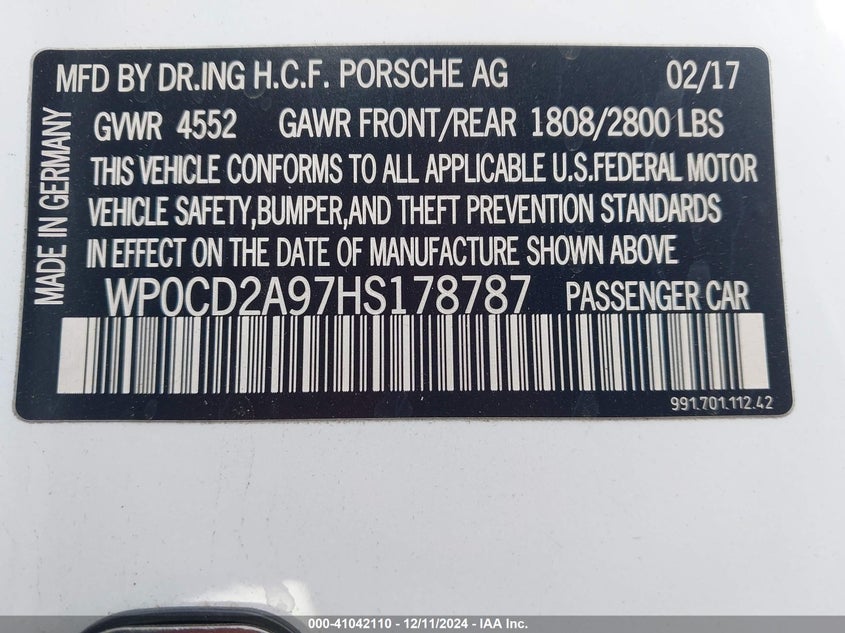 MFD BY DR.ING H.C.F. PORSCHE AG 02/17
GVWR 4552 GAWR FRONT/REAR 1808/2800 LBS
THIS VEHICLE CONFORMS TO ALL APPLICABLE U.S.FEDERAL MOTOR
VEHICLE SAFETY,BUMPER,AND THEFT PREVENTION STANDARDS
IN EFFECT ON THE DATE OF MANUFACTURE SHOWN ABOVE
MADE IN GERMANY
WP0CD2A97HS178787 PASSENGER CAR
991.701.112.42
000-41042110 - 12/11/2024 - IAA Inc.